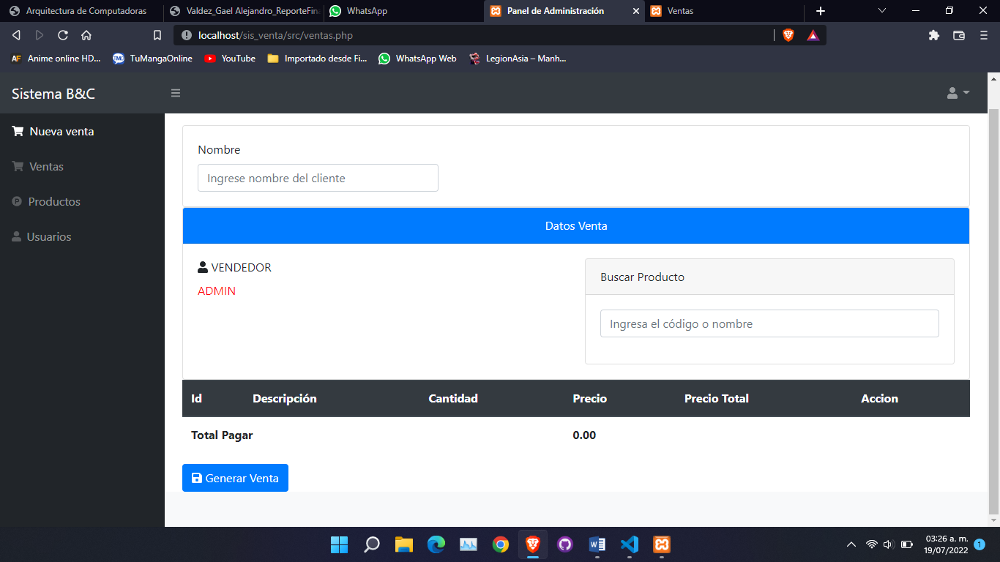 Arquitectura de Computadoras
Valdez_Gael Alejandro_ReporteFin
WhatsApp
Panel de Administración
Ventas
localhost/sis_venta/src/ventas.php
AF Anime online HD...
TMO TuMangaOnline
YouTube
Importado desde Fi...
WhatsApp Web
LegionAsia – Manh...
Sistema B&C
Nueva venta
Ventas
Productos
Usuarios
Nombre
Ingrese nombre del cliente
Datos Venta
VENDEDOR
ADMIN
Buscar Producto
Ingresa el código o nombre
Id Descripción Cantidad Precio Precio Total Accion
Total Pagar 0.00
Generar Venta
03:26 a. m.
19/07/2022
1